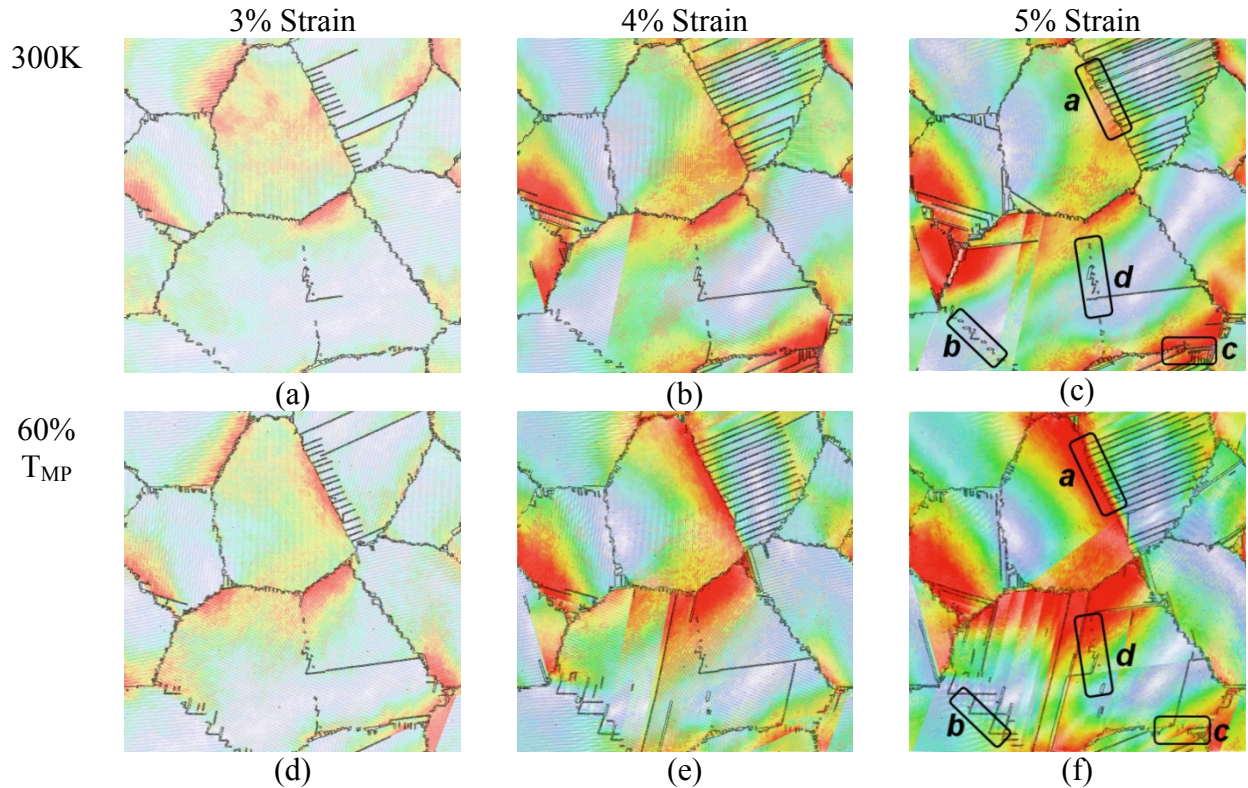 3% Strain
4% Strain
5% Strain
300K
a
d
b
c
(a)
(b)
(c)
60%
TMP
a
d
b
c
(d)
(e)
(f)